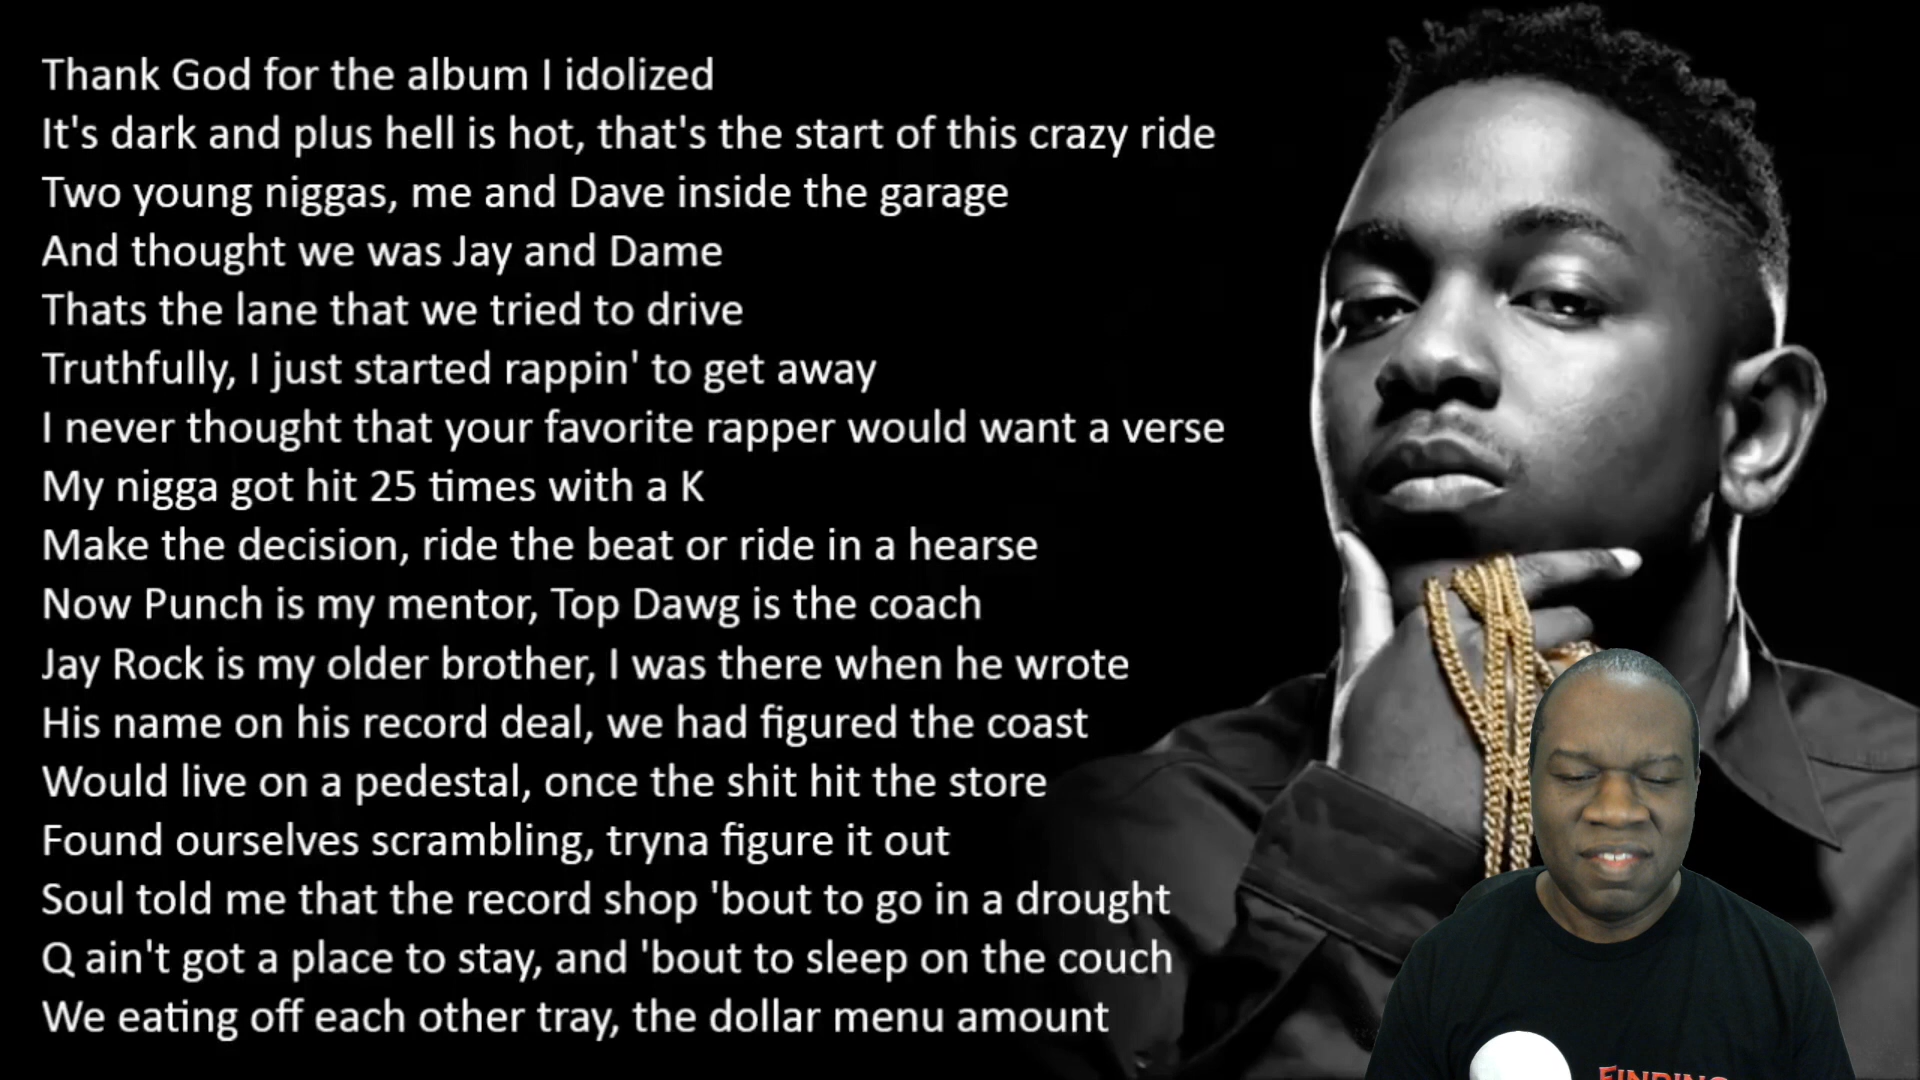 Thank God for the album I idolized
It's dark and plus hell is hot, that's the start of this crazy ride
Two young niggas, me and Dave inside the garage
And thought we was Jay and Dame
Thats the lane that we tried to drive
Truthfully, I just started rappin' to get away
I never thought that your favorite rapper would want a verse
My nigga got hit 25 times with a K
Make the decision, ride the beat or ride in a hearse
Now Punch is my mentor, Top Dawg is the coach
Jay Rock is my older brother, I was there when he wrote
His name on his record deal, we had figured the coast
Would live on a pedestal, once the shit hit the store
Found ourselves scrambling, tryna figure it out
Soul told me that the record shop 'bout to go in a drought
Q ain't got a place to stay, and 'bout to sleep on the couch
We eating off each other tray, the dollar menu amount
FINDING